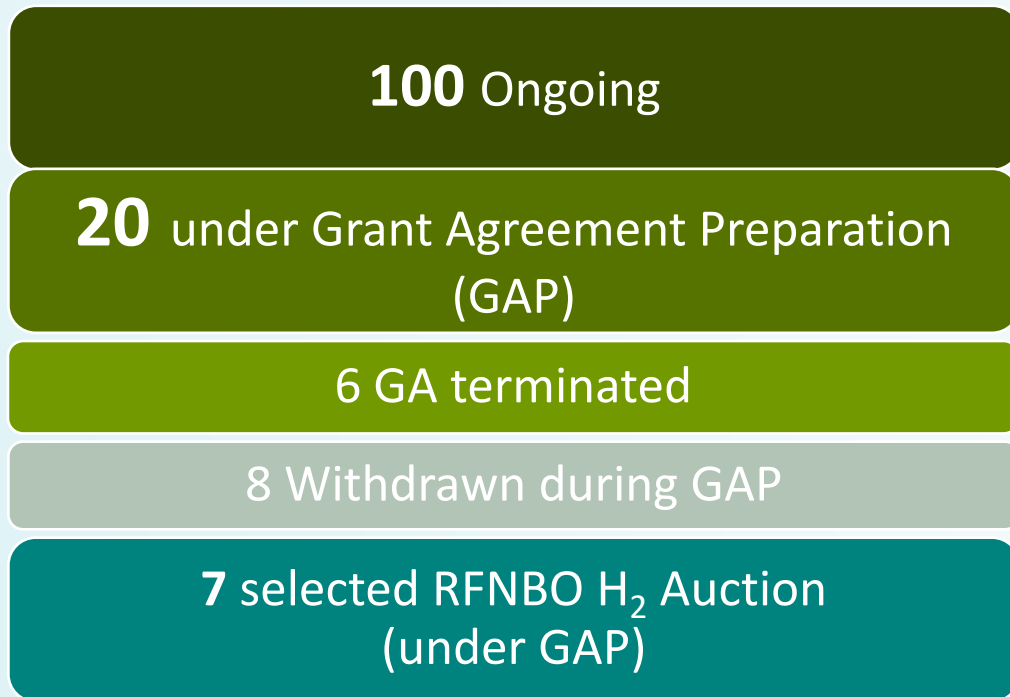 100 Ongoing
20 under Grant Agreement Preparation
(GAP)
6 GA terminated
8 Withdrawn during GAP
7 selected RFNBO H₂ Auction
(under GAP)